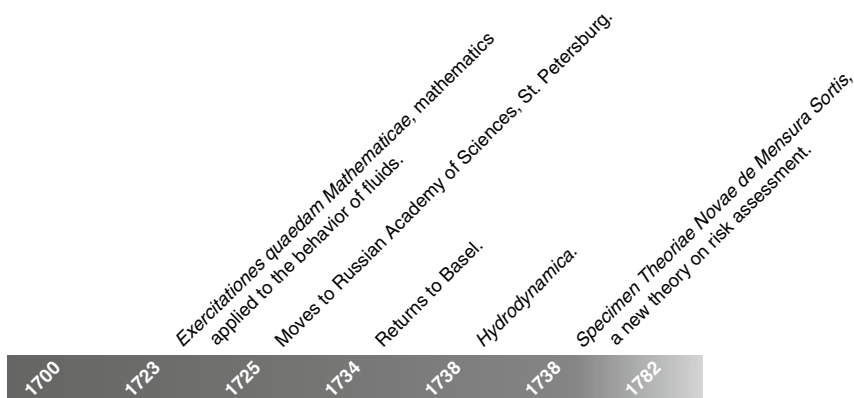 Exercitationes quaedam Mathematicae, mathematics
applied to the behavior of fluids.
Moves to Russian Academy of Sciences, St. Petersburg.
Returns to Basel.
Hydrodynamica.
Specimen Theoriae Novae de Mensura Sortis,
a new theory on risk assessment.
1700
1723
1725
1734
1738
1738
1782